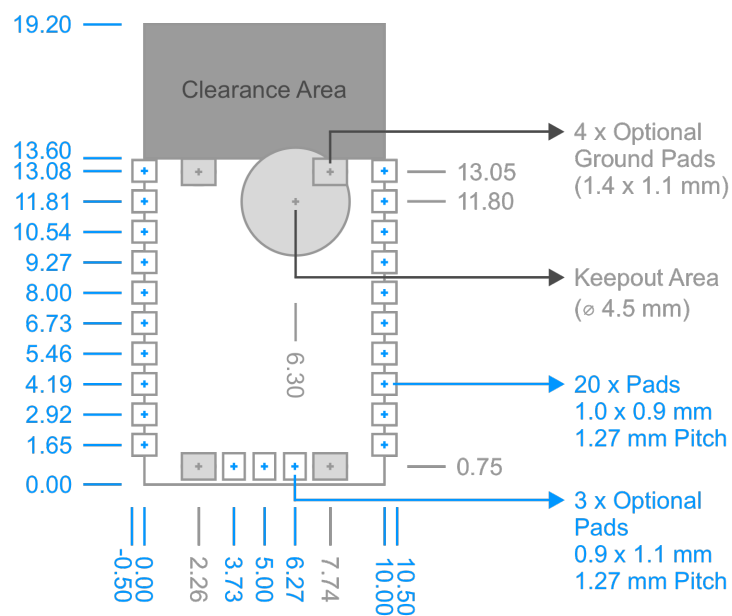 19.20
Clearance Area
13.60
13.08
11.81
10.54
9.27
8.00
6.73
5.46
4.19
2.92
1.65
0.00
13.05
11.80
6.30
0.75
4 x Optional
Ground Pads
(1.4 x 1.1 mm)
Keepout Area
(⌀ 4.5 mm)
20 x Pads
1.0 x 0.9 mm
1.27 mm Pitch
3 x Optional
Pads
0.9 x 1.1 mm
1.27 mm Pitch
-0.50
0.00
2.26
3.73
5.00
6.27
7.74
10.00
10.50